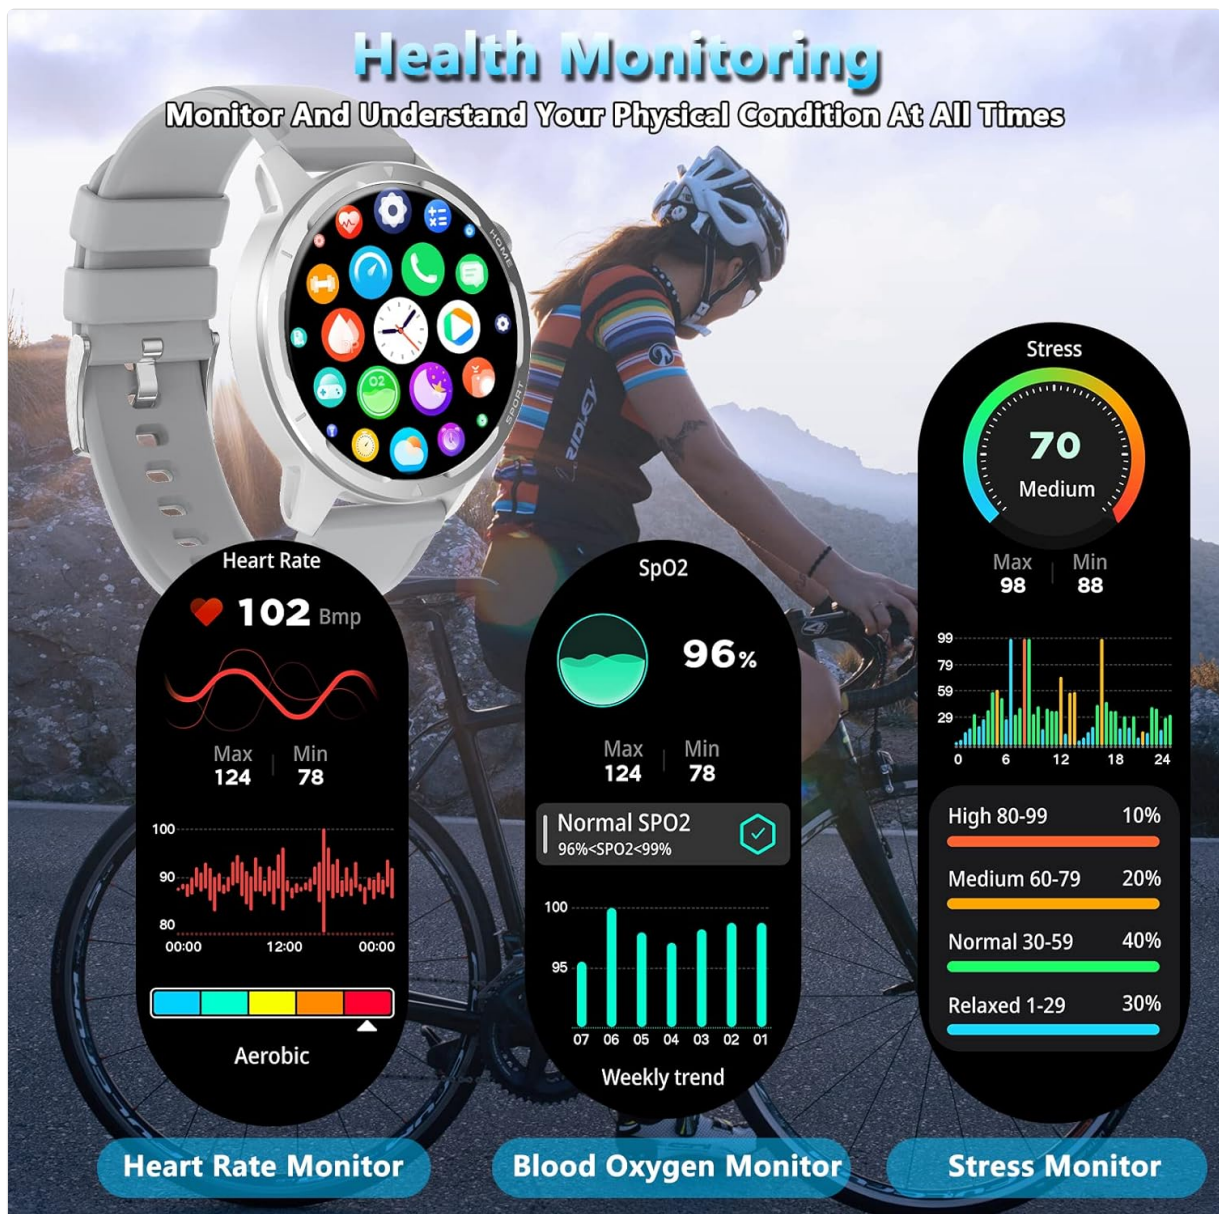 Health Monitoring
Monitor And Understand Your Physical Condition At All Times
HOME
SPORT
O2
RIDLEY
Stress
70
Medium
Max Min
98 88
99
79
59
29
0 6 12 18 24
High 80-99 10%
Medium 60-79 20%
Normal 30-59 40%
Relaxed 1-29 30%
Heart Rate
102 Bmp
Max Min
124 78
100
90
80
00:00 12:00 00:00
Aerobic
SpO2
96%
Max Min
124 78
Normal SPO2
96%<SPO2<99%
100
95
07 06 05 04 03 02 01
Weekly trend
Heart Rate Monitor
Blood Oxygen Monitor
Stress Monitor